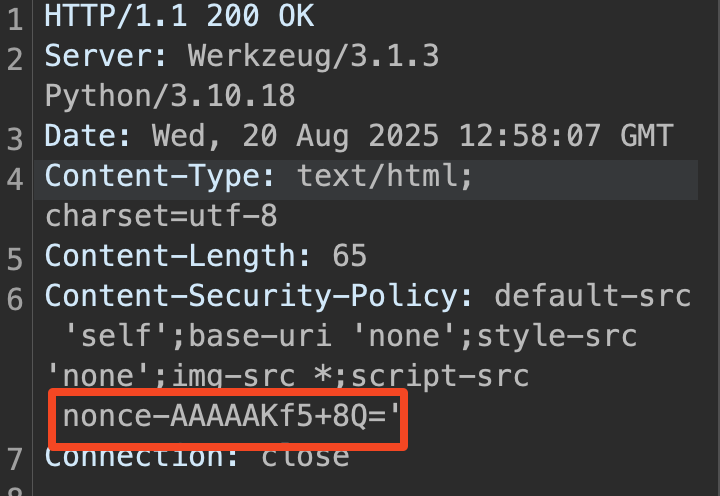 1 HTTP/1.1 200 OK
2 Server: Werkzeug/3.1.3
Python/3.10.18
3 Date: Wed, 20 Aug 2025 12:58:07 GMT
4 Content-Type: text/html;
charset=utf-8
5 Content-Length: 65
6 Content-Security-Policy: default-src
'self';base-uri 'none';style-src
'none';img-src *;script-src
nonce-AAAAAKf5+8Q='
7 Connection: close
8